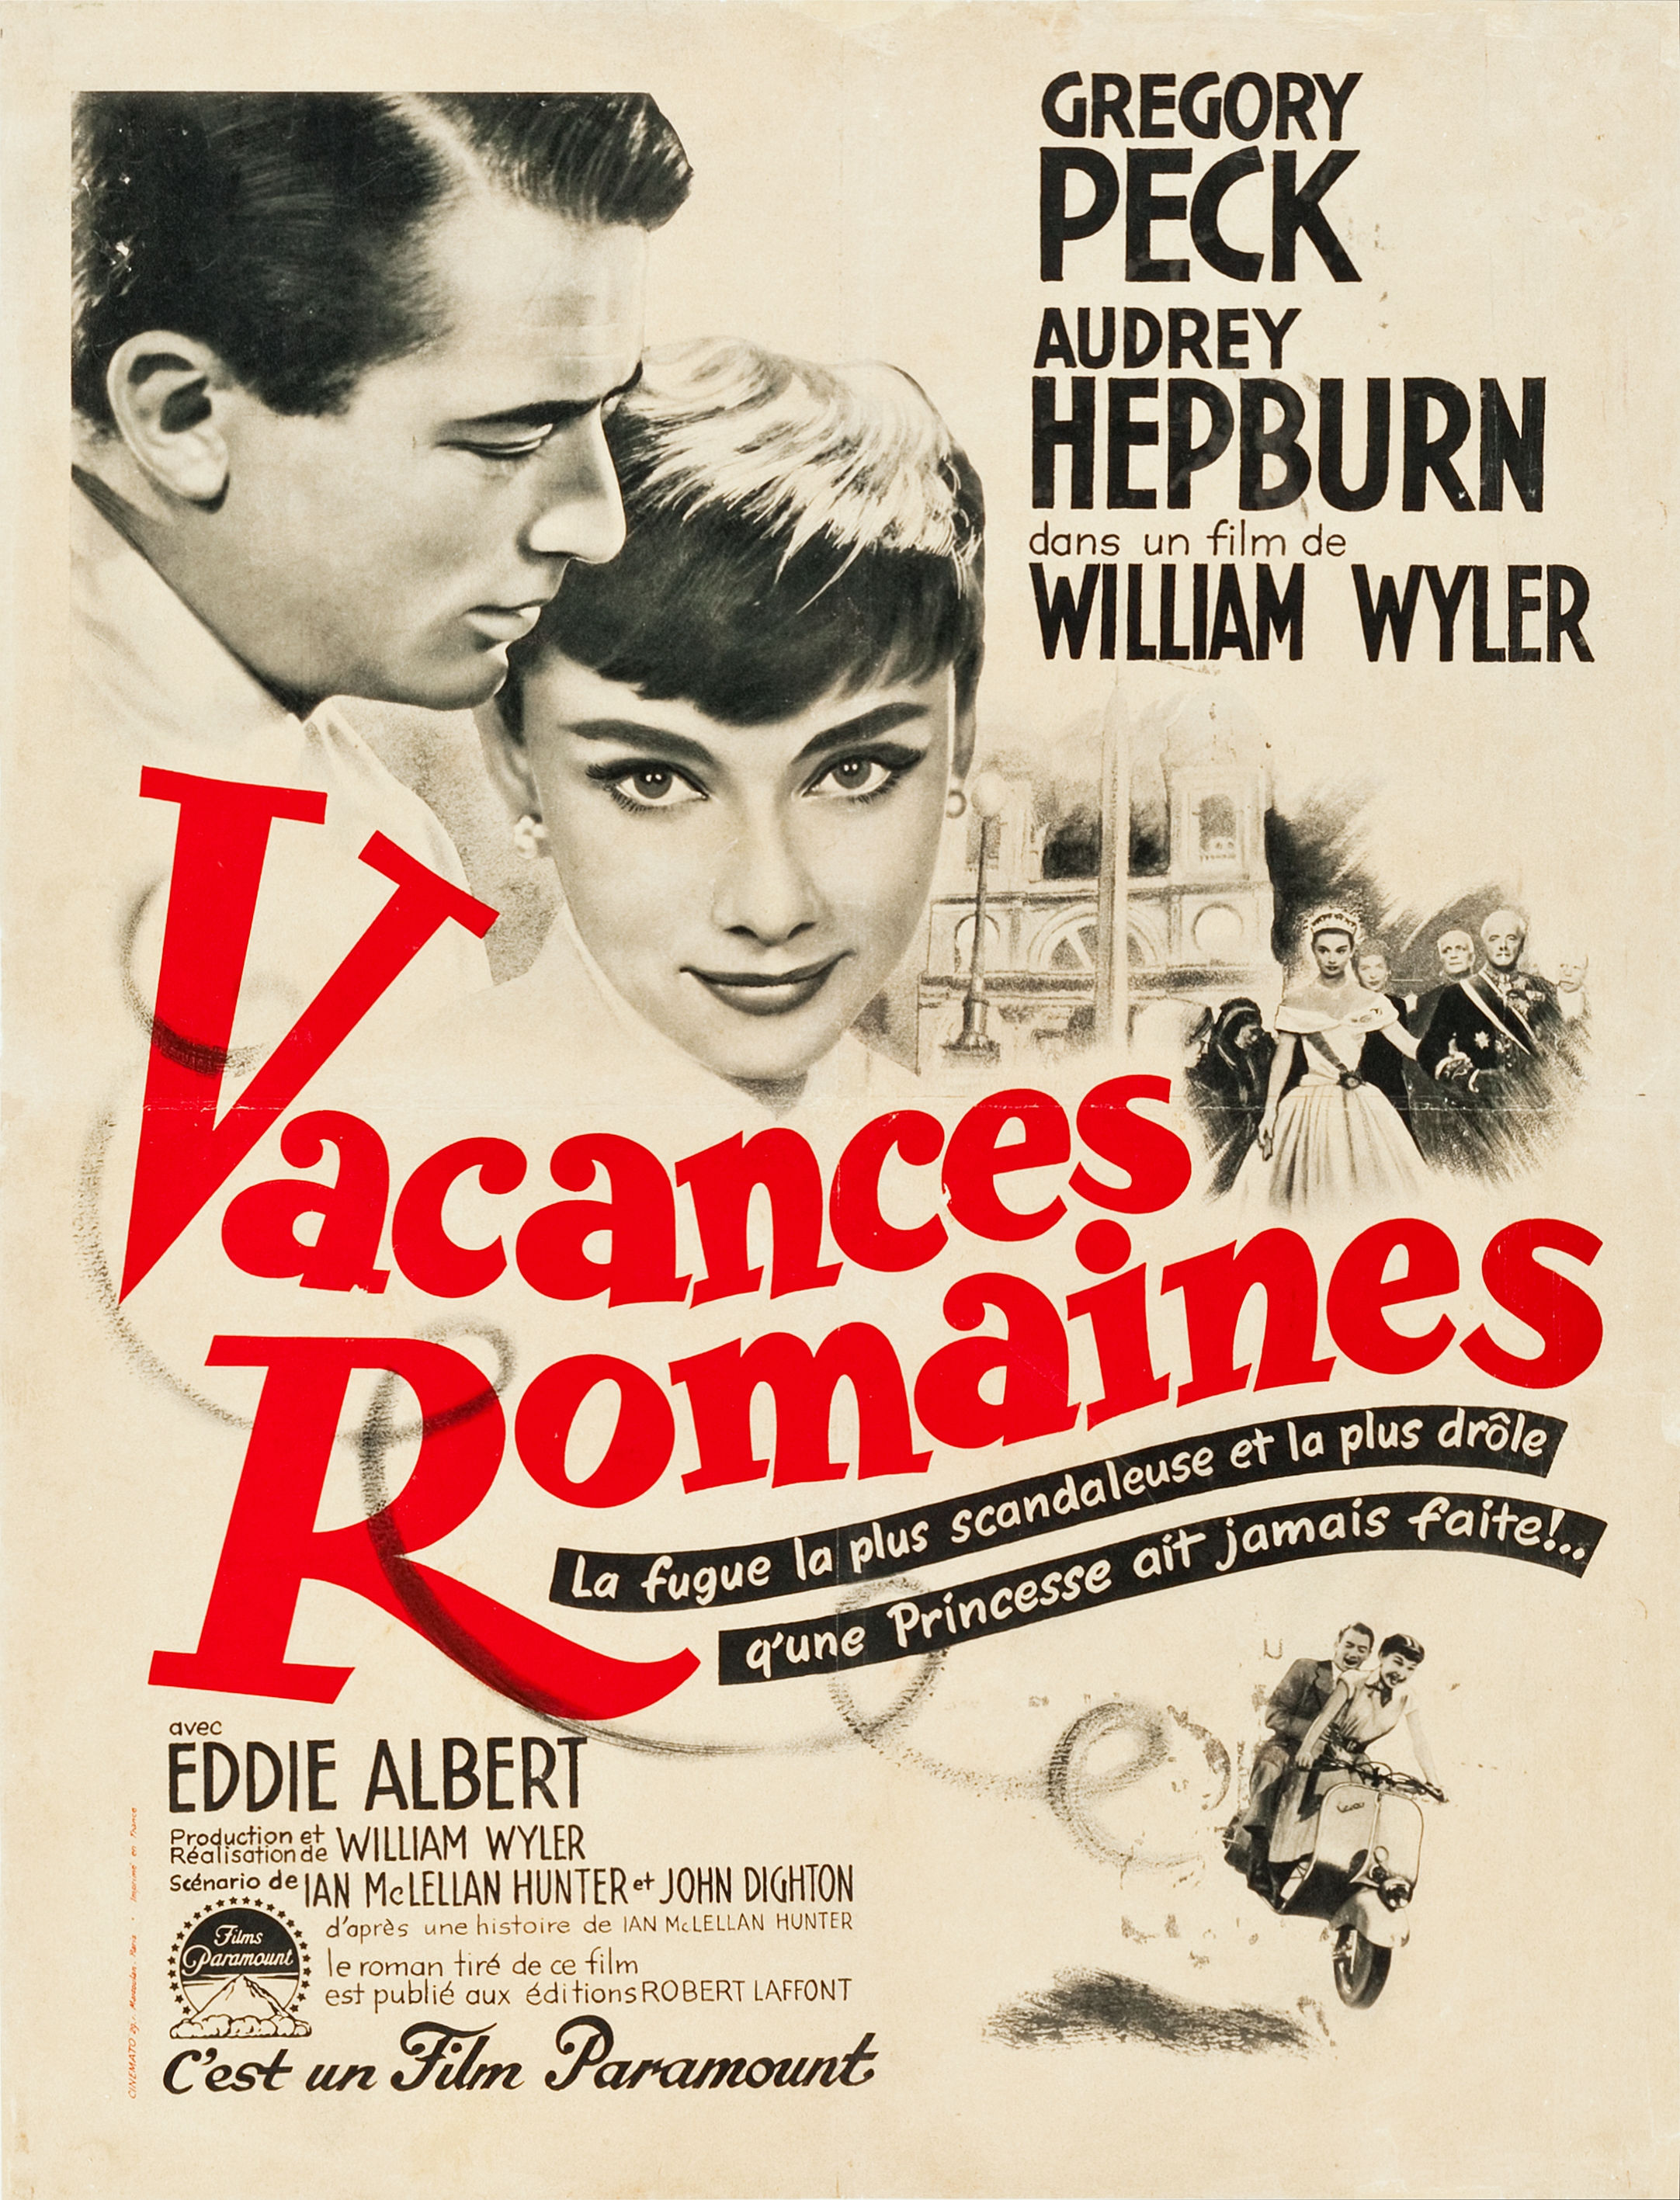 GREGORY
PECK
AUDREY
HEPBURN
dans un film de
WILLIAM WYLER
Vacances
Romaines
La fugue la plus scandaleuse et la plus drôle
q'une Princesse ait jamais faite!..
avec
EDDIE ALBERT
Production et
Réalisation de WILLIAM WYLER
Scénario de IAN McLELLAN HUNTER et JOHN DIGHTON
d'après une histoire de IAN McLELLAN HUNTER
le roman tiré de ce film
est publié aux éditions ROBERT LAFFONT
Films
Paramount
C'est un Film Paramount
Imprimé en France